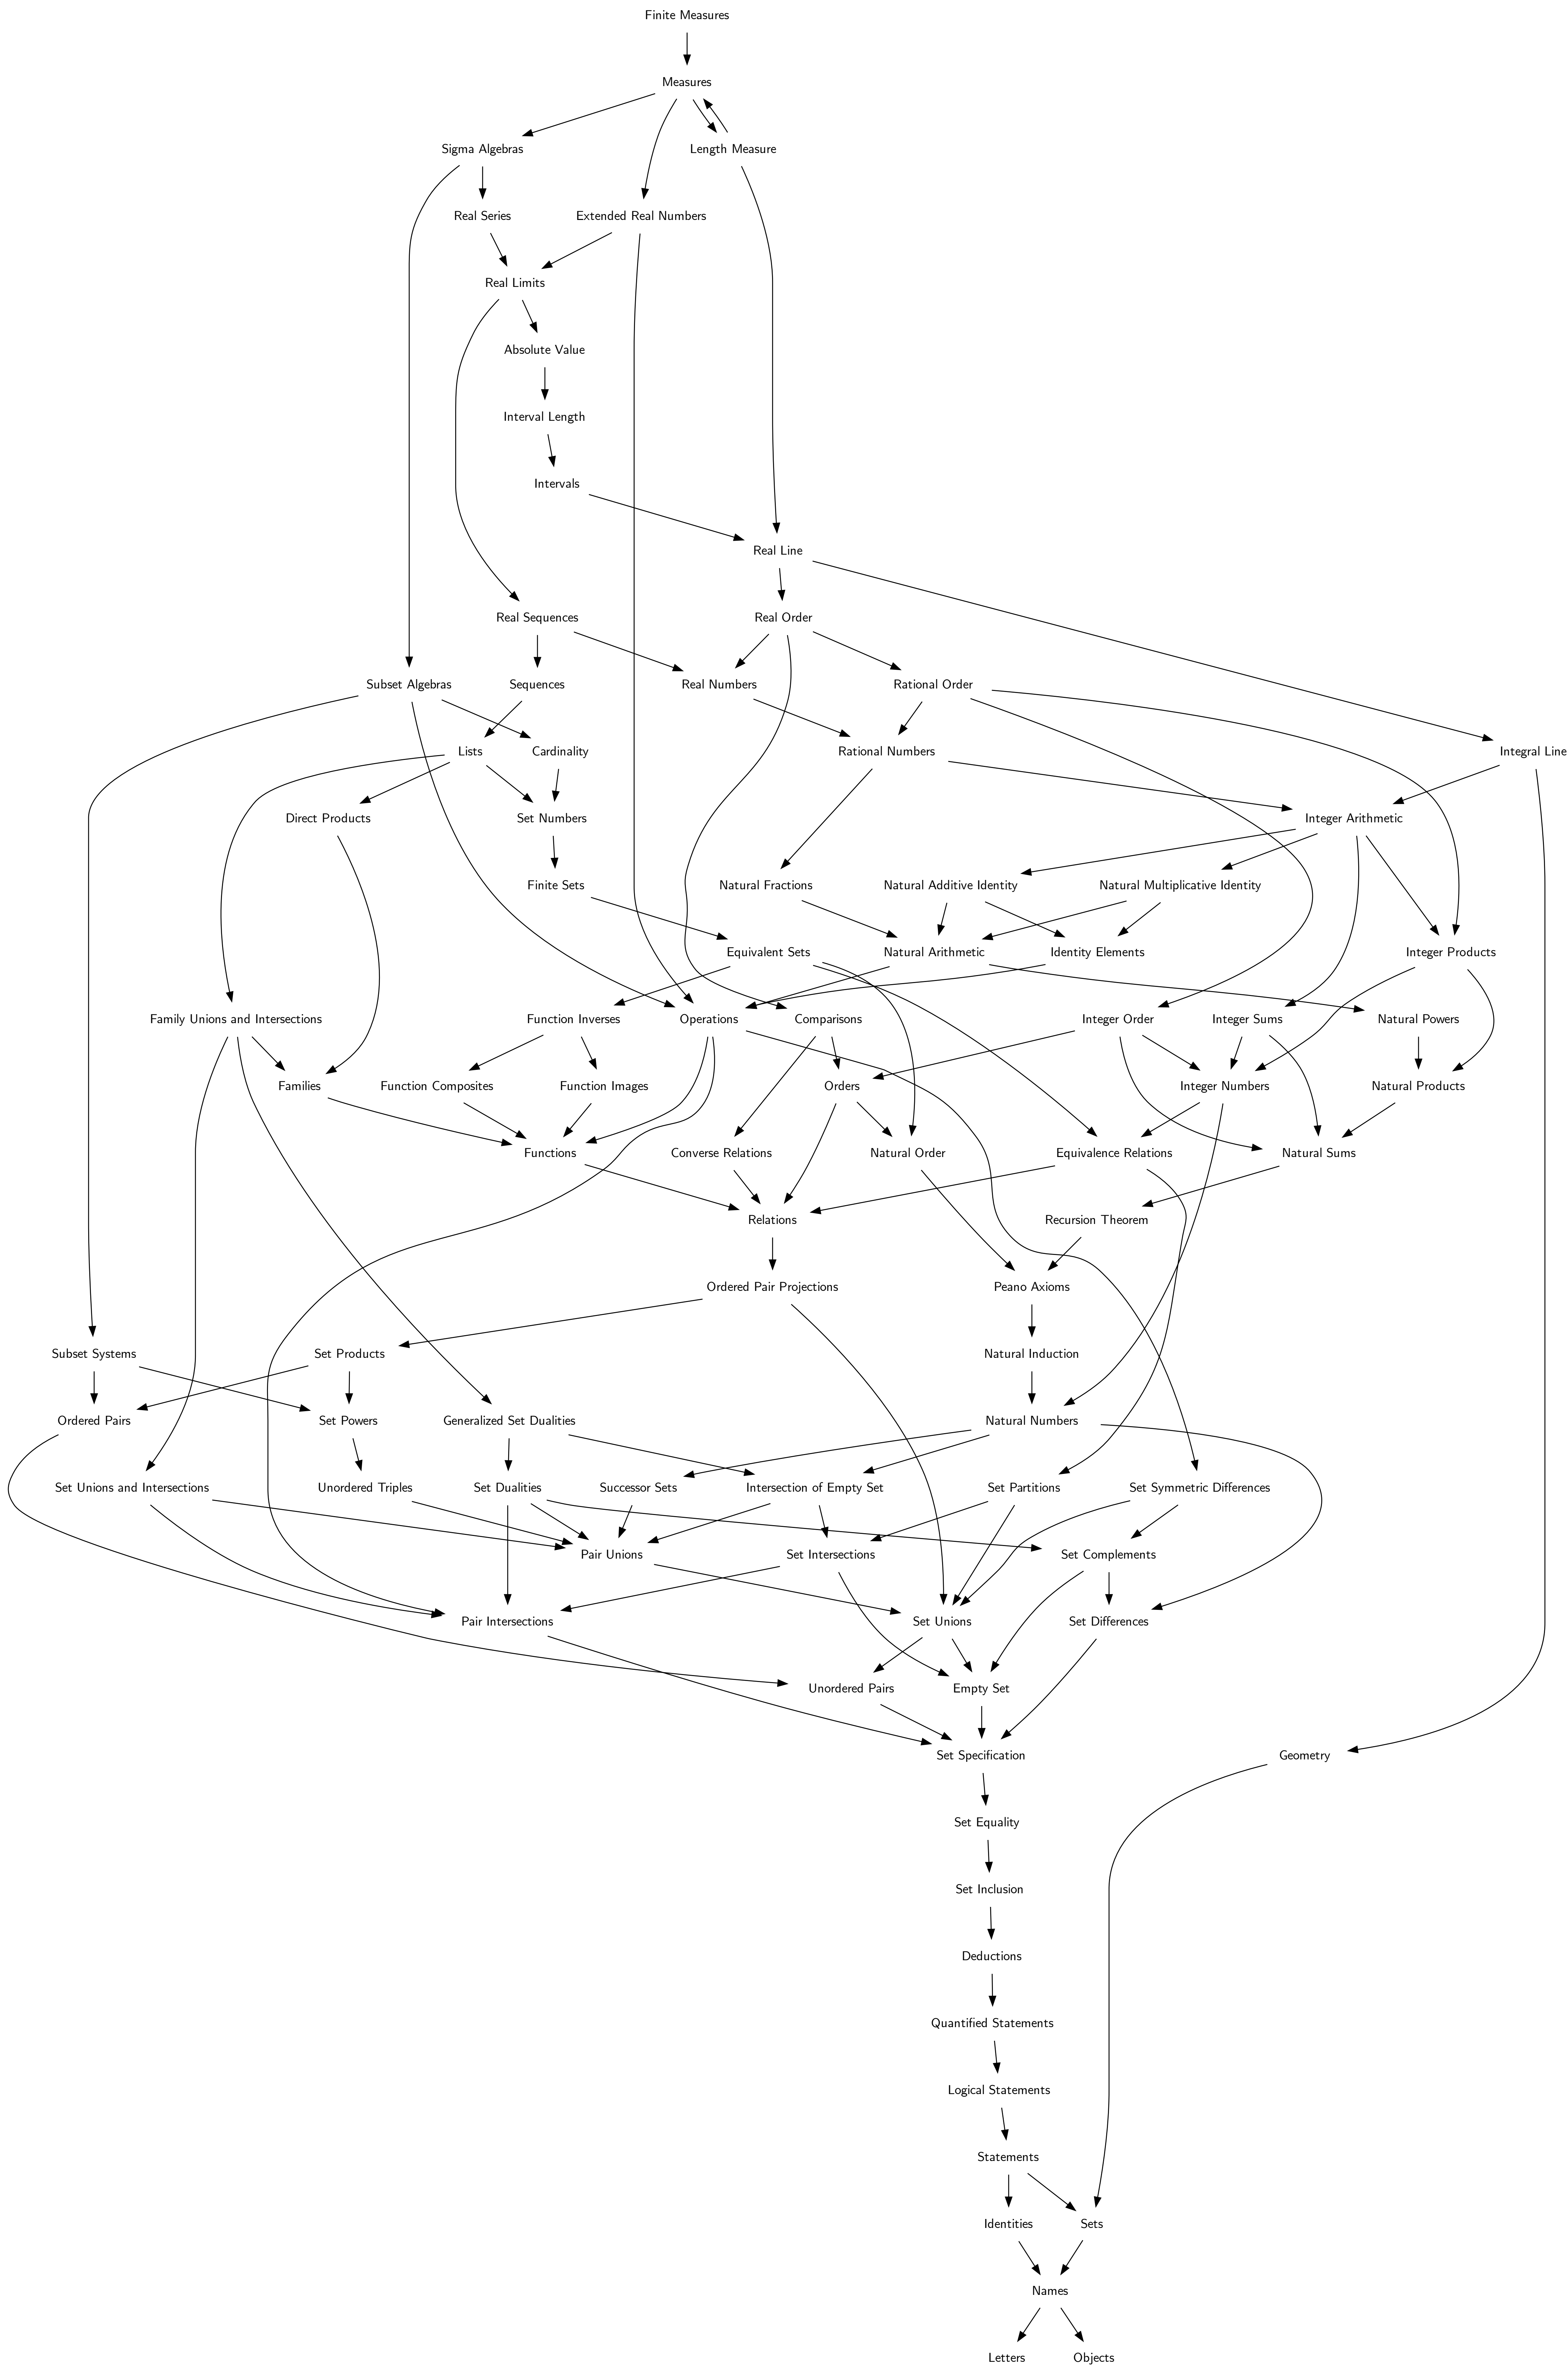 Finite Measures
Measures
Sigma Algebras
Length Measure
Real Series
Extended Real Numbers
Real Limits
Absolute Value
Interval Length
Intervals
Real Line
Real Sequences
Real Order
Subset Algebras
Sequences
Real Numbers
Rational Order
Lists
Cardinality
Rational Numbers
Integral Line
Direct Products
Set Numbers
Integer Arithmetic
Finite Sets
Natural Fractions
Natural Additive Identity
Natural Multiplicative Identity
Equivalent Sets
Natural Arithmetic
Identity Elements
Integer Products
Family Unions and Intersections
Function Inverses
Operations
Comparisons
Integer Order
Integer Sums
Natural Powers
Families
Function Composites
Function Images
Orders
Integer Numbers
Natural Products
Functions
Converse Relations
Natural Order
Equivalence Relations
Natural Sums
Relations
Recursion Theorem
Ordered Pair Projections
Peano Axioms
Subset Systems
Set Products
Natural Induction
Ordered Pairs
Set Powers
Generalized Set Dualities
Natural Numbers
Set Unions and Intersections
Unordered Triples
Set Dualities
Successor Sets
Intersection of Empty Set
Set Partitions
Set Symmetric Differences
Pair Unions
Set Intersections
Set Complements
Pair Intersections
Set Unions
Set Differences
Unordered Pairs
Empty Set
Set Specification
Geometry
Set Equality
Set Inclusion
Deductions
Quantified Statements
Logical Statements
Statements
Identities
Sets
Names
Letters
Objects